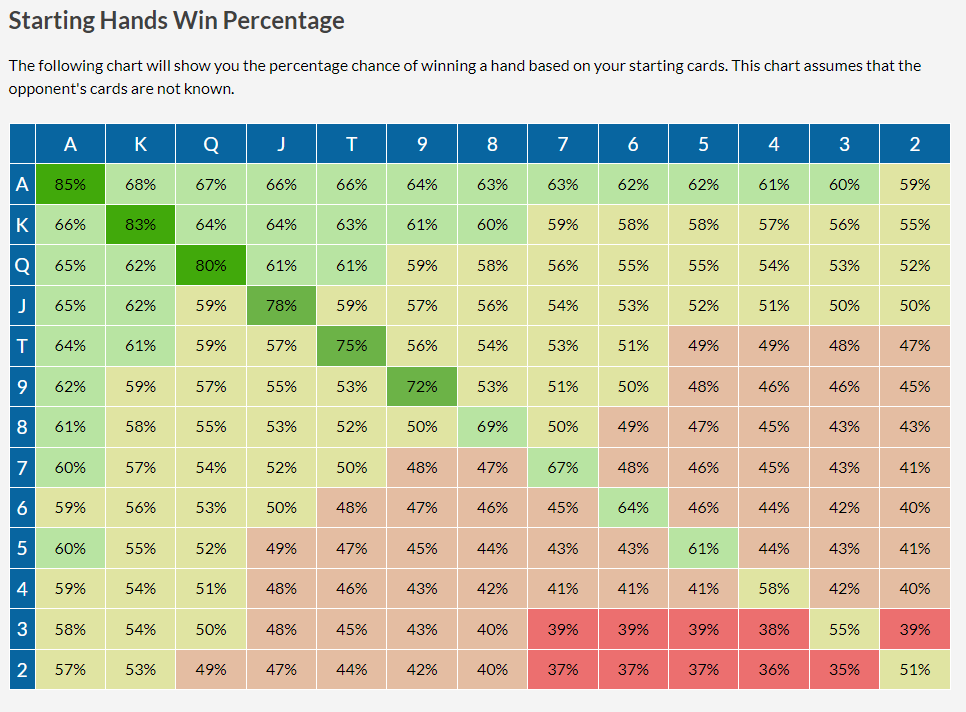 Starting Hands Win Percentage
The following chart will show you the percentage chance of winning a hand based on your starting cards. This chart assumes that the
opponent's cards are not known.
A K Q J T 9 8 7 6 5 4 3 2
A 85% 68% 67% 66% 66% 64% 63% 63% 62% 62% 61% 60% 59%
K 66% 83% 64% 64% 63% 61% 60% 59% 58% 58% 57% 56% 55%
Q 65% 62% 80% 61% 61% 59% 58% 56% 55% 55% 54% 53% 52%
J 65% 62% 59% 78% 59% 57% 56% 54% 53% 52% 51% 50% 50%
T 64% 61% 59% 57% 75% 56% 54% 53% 51% 49% 49% 48% 47%
9 62% 59% 57% 55% 53% 72% 53% 51% 50% 48% 46% 46% 45%
8 61% 58% 55% 53% 52% 50% 69% 50% 49% 47% 45% 43% 43%
7 60% 57% 54% 52% 50% 48% 47% 67% 48% 46% 45% 43% 41%
6 59% 56% 53% 50% 48% 47% 46% 45% 64% 46% 44% 42% 40%
5 60% 55% 52% 49% 47% 45% 44% 43% 43% 61% 44% 43% 41%
4 59% 54% 51% 48% 46% 43% 42% 41% 41% 41% 58% 42% 40%
3 58% 54% 50% 48% 45% 43% 40% 39% 39% 39% 38% 55% 39%
2 57% 53% 49% 47% 44% 42% 40% 37% 37% 37% 36% 35% 51%